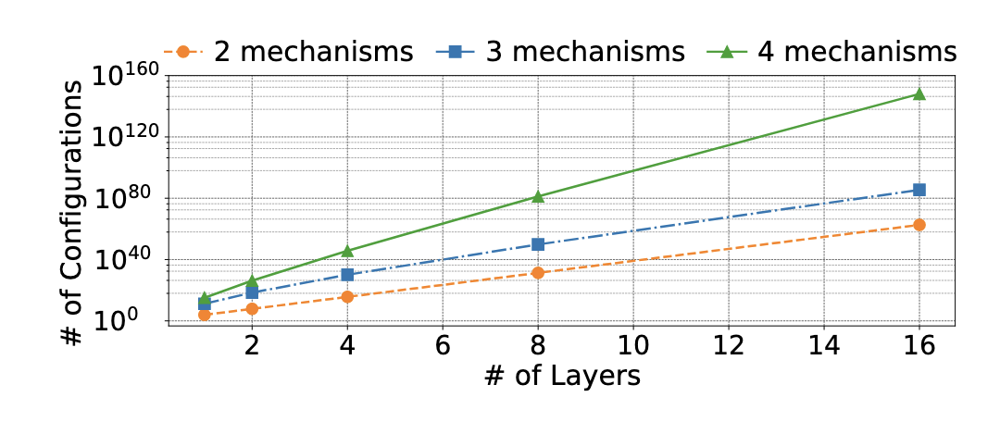 2 mechanisms 3 mechanisms 4 mechanisms
# of Configurations
10^160
10^120
10^80
10^40
10^0
2 4 6 8 10 12 14 16
# of Layers